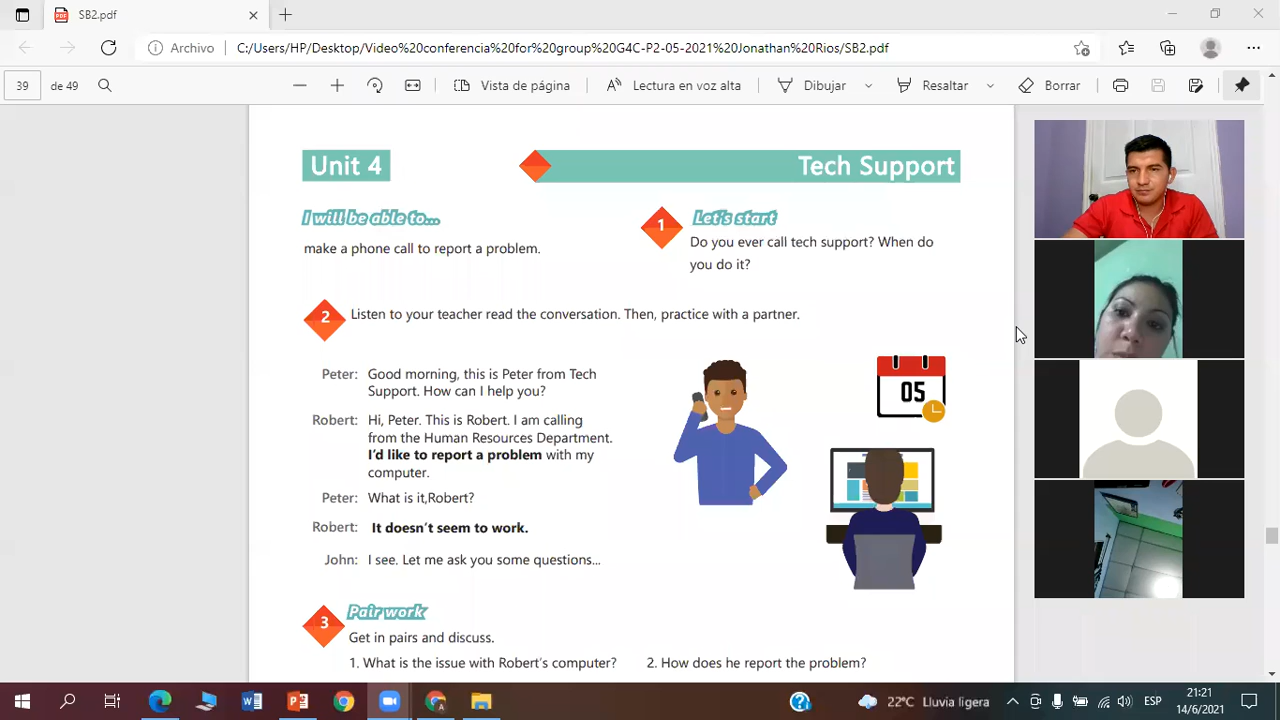 SB2.pdf
Archivo
C:/Users/HP/Desktop/Video%20conferencia%20for%20group%20G4C-P2-05-2021%20Jonathan%20Rios/SB2.pdf
39
de 49
Vista de página
Lectura en voz alta
Dibujar
Resaltar
Borrar
Unit 4
Tech Support
I will be able to...
make a phone call to report a problem.
1
Let's start
Do you ever call tech support? When do
you do it?
2
Listen to your teacher read the conversation. Then, practice with a partner.
Peter: Good morning, this is Peter from Tech
Support. How can I help you?
Robert: Hi, Peter. This is Robert. I am calling
from the Human Resources Department.
I'd like to report a problem with my
computer.
Peter: What is it,Robert?
Robert: It doesn't seem to work.
John: I see. Let me ask you some questions...
05
3
Pair work
Get in pairs and discuss.
1. What is the issue with Robert's computer?
2. How does he report the problem?
22°C Lluvia ligera
ESP
21:21
14/6/2021